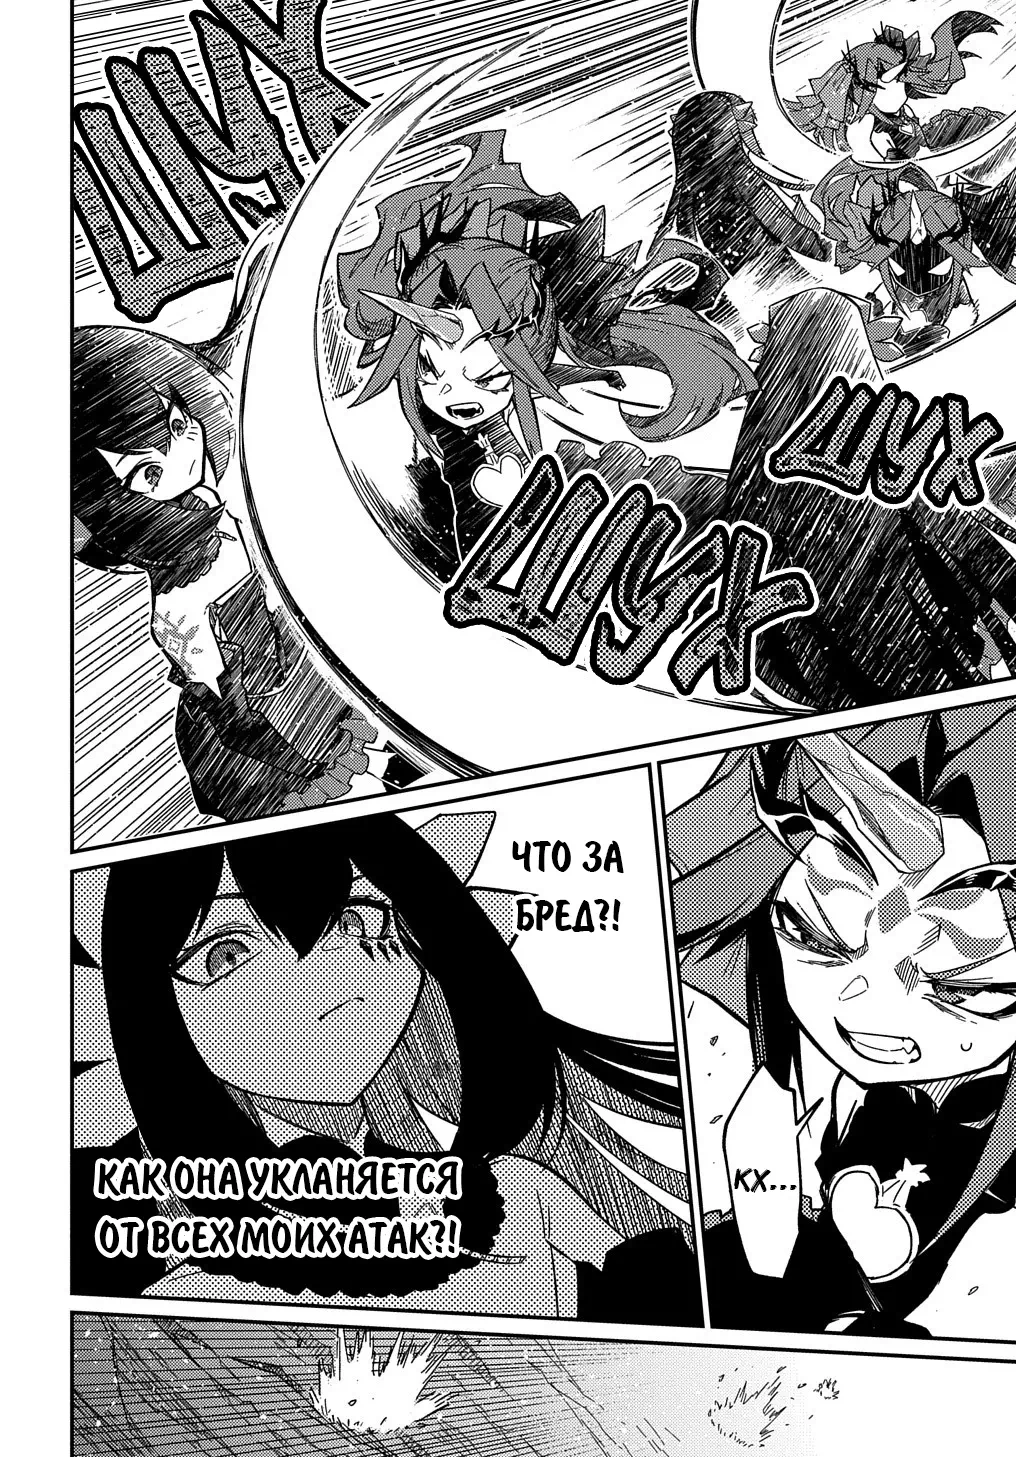 ШУХ
ШУХ
ШУХ
КХ...
ЧТО ЗА
БРЕД?!
КАК ОНА УКЛАНЯЕТСЯ
ОТ ВСЕХ МОИХ АТАК?!